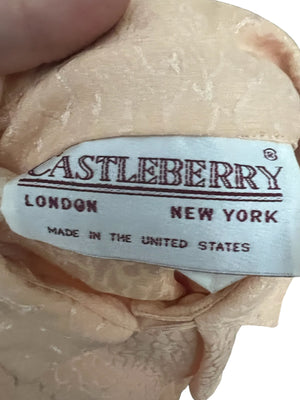 CASTLEBERRY®
LONDON NEW YORK
MADE IN THE UNITED STATES